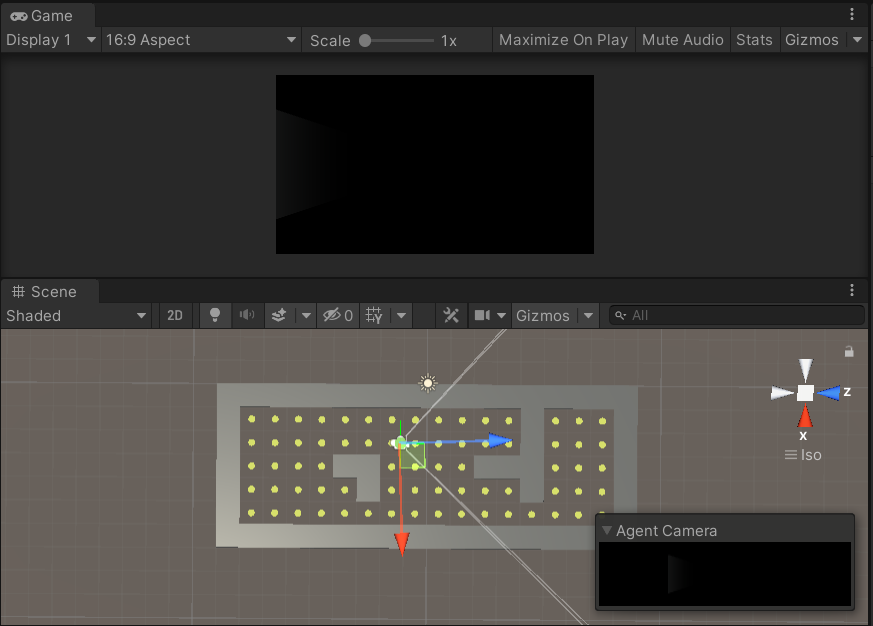 Game
Display 1 16:9 Aspect Scale 1x Maximize On Play Mute Audio Stats Gizmos
Scene
Shaded 2D 0 Gizmos All
z
x
Iso
Agent Camera